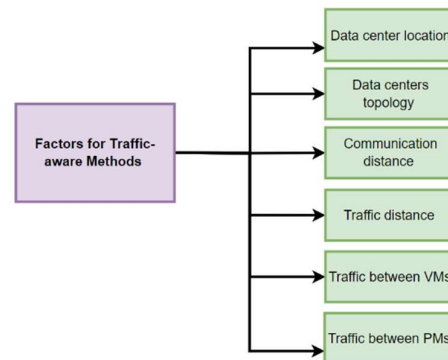 Data center location
Data centers
topology
Factors for Traffic-
aware Methods
Communication
distance
Traffic distance
Traffic between VMs
Traffic between PMs